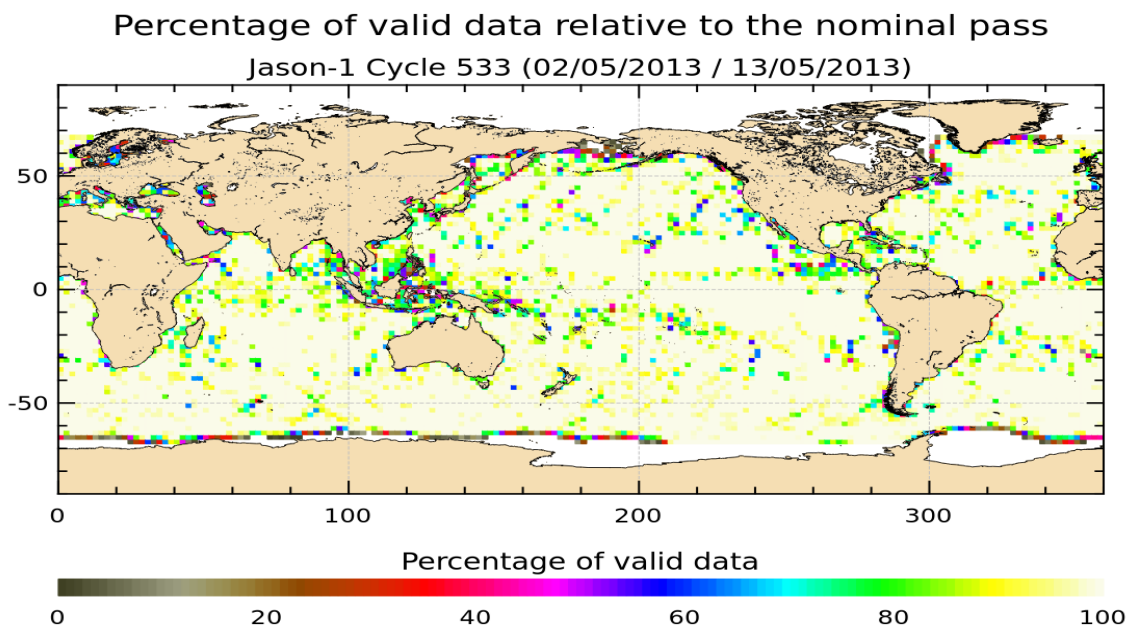 Percentage of valid data relative to the nominal pass
Jason-1 Cycle 533 (02/05/2013 / 13/05/2013)
50
0
-50
0 100 200 300
Percentage of valid data
0 20 40 60 80 100